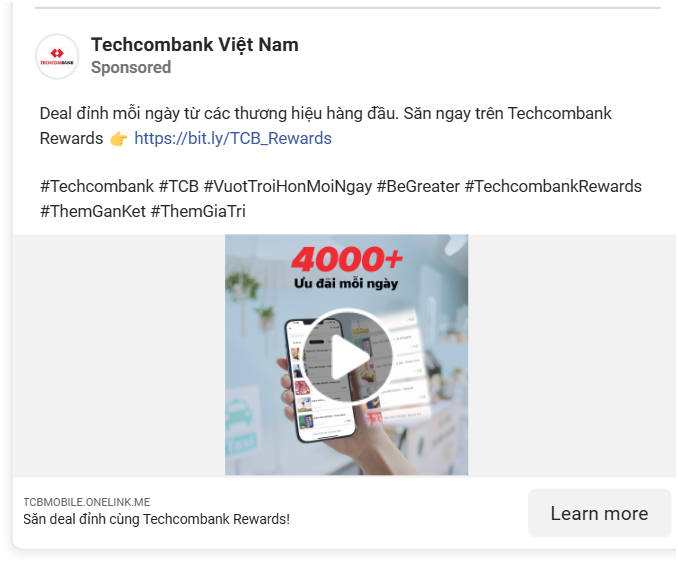 Techcombank Việt Nam
TECHCOMBANK
Sponsored
Deal đỉnh mỗi ngày từ các thương hiệu hàng đầu. Săn ngay trên Techcombank
Rewards 👉 https://bit.ly/TCB_Rewards
#Techcombank #TCB #VuotTroiHonMoiNgay #BeGreater #TechcombankRewards
#ThemGanKet #ThemGiaTri
4000+
Ưu đãi mỗi ngày
Taxi
TCBMOBILE.ONELINK.ME
Săn deal đỉnh cùng Techcombank Rewards!
Learn more